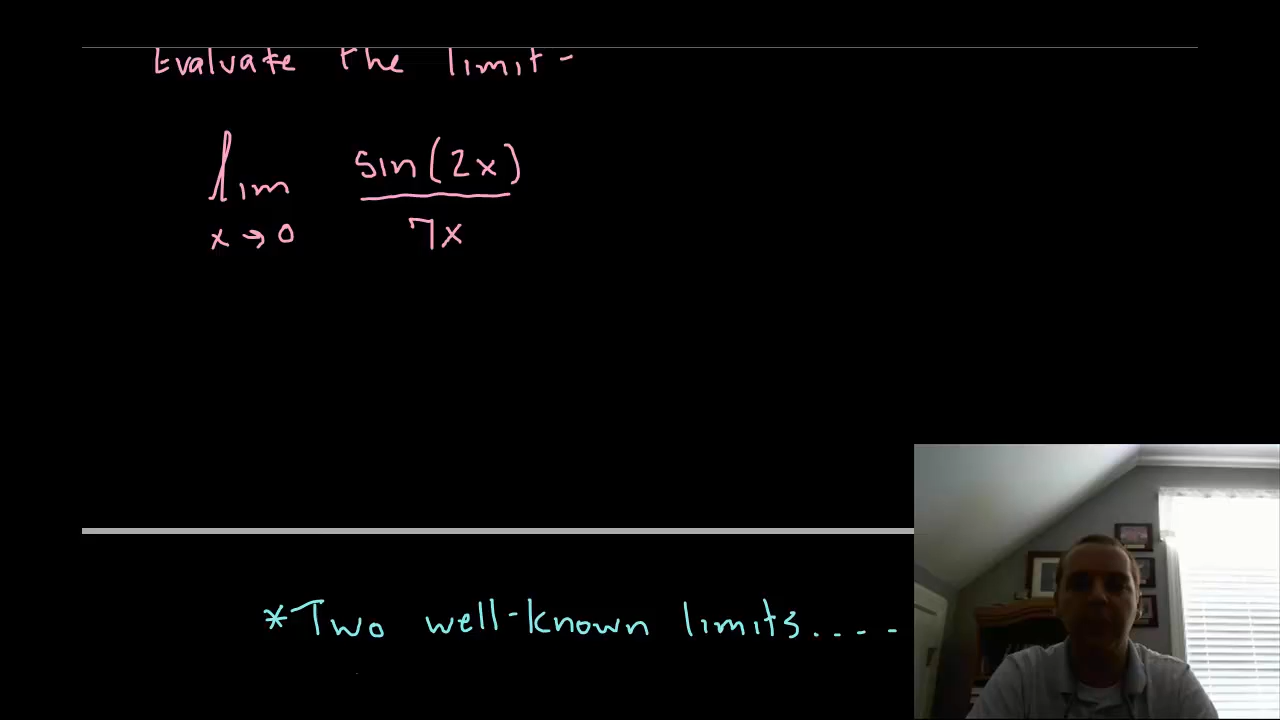 Evaluate the limit-
lim x→0 sin(2x)/7x
*Two well-known limits....-